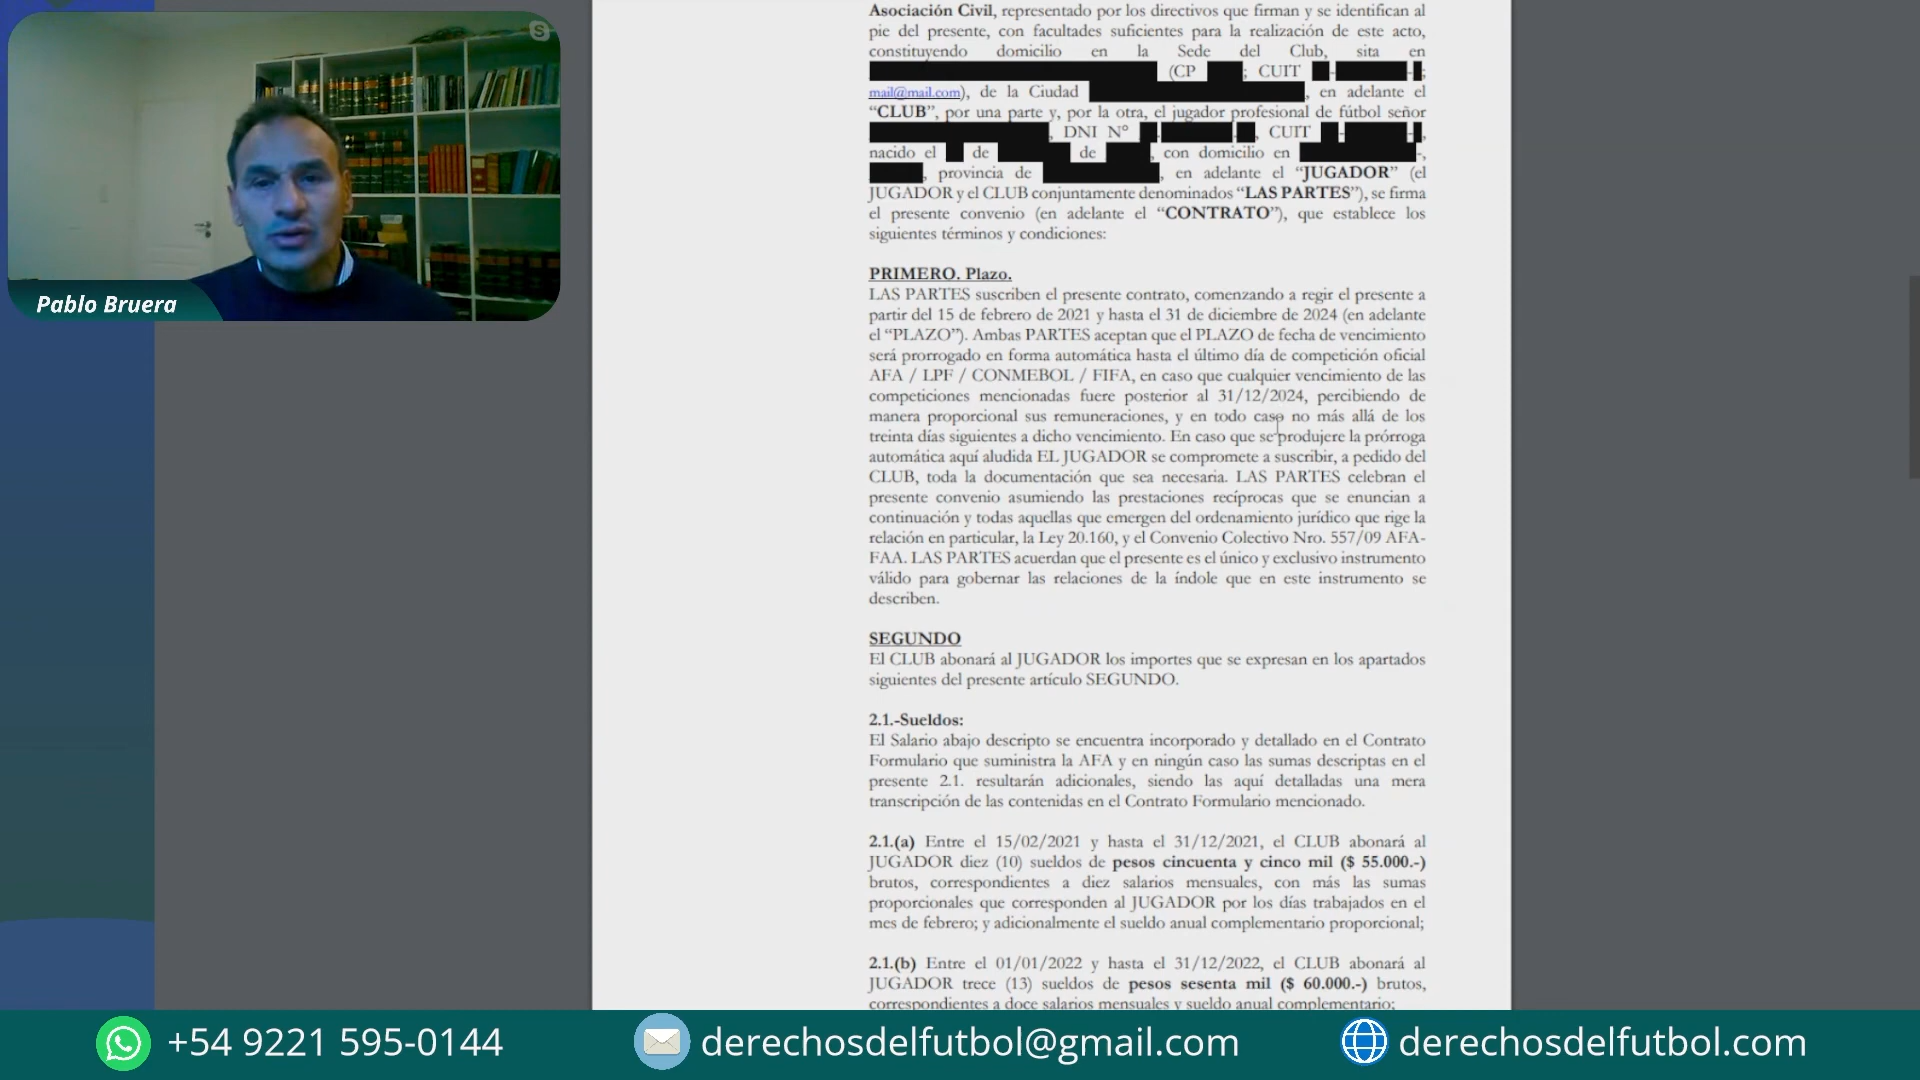 Pablo Bruera
Asociación Civil, representado por los directivos que firman y se identifican al
pie del presente, con facultades suficientes para la realización de este acto,
constituyendo domicilio en la Sede del Club, sita en
(CP ; CUIT - -;
mail@mail.com), de la Ciudad , en adelante el
“CLUB”, por una parte y, por la otra, el jugador profesional de fútbol señor
, DNI N° . . , CUIT - - ,
nacido el de de , con domicilio en -,
, provincia de , en adelante el “JUGADOR” (el
JUGADOR y el CLUB conjuntamente denominados “LAS PARTES”), se firma
el presente convenio (en adelante el “CONTRATO”), que establece los
siguientes términos y condiciones:
PRIMERO. Plazo.
LAS PARTES suscriben el presente contrato, comenzando a regir el presente a
partir del 15 de febrero de 2021 y hasta el 31 de diciembre de 2024 (en adelante
el “PLAZO”). Ambas PARTES aceptan que el PLAZO de fecha de vencimiento
será prorrogado en forma automática hasta el último día de competición oficial
AFA / LPF / CONMEBOL / FIFA, en caso que cualquier vencimiento de las
competiciones mencionadas fuere posterior al 31/12/2024, percibiendo de
manera proporcional sus remuneraciones, y en todo caso no más allá de los
treinta días siguientes a dicho vencimiento. En caso que se produjere la prórroga
automática aquí aludida EL JUGADOR se compromete a suscribir, a pedido del
CLUB, toda la documentación que sea necesaria. LAS PARTES celebran el
presente convenio asumiendo las prestaciones recíprocas que se enuncian a
continuación y todas aquellas que emergen del ordenamiento jurídico que rige la
relación en particular, la Ley 20.160, y el Convenio Colectivo Nro. 557/09 AFA-
FAA. LAS PARTES acuerdan que el presente es el único y exclusivo instrumento
válido para gobernar las relaciones de la índole que en este instrumento se
describen.
SEGUNDO
El CLUB abonará al JUGADOR los importes que se expresan en los apartados
siguientes del presente artículo SEGUNDO.
2.1.-Sueldos:
El Salario abajo descripto se encuentra incorporado y detallado en el Contrato
Formulario que suministra la AFA y en ningún caso las sumas descriptas en el
presente 2.1. resultarán adicionales, siendo las aquí detalladas una mera
transcripción de las contenidas en el Contrato Formulario mencionado.
2.1.(a) Entre el 15/02/2021 y hasta el 31/12/2021, el CLUB abonará al
JUGADOR diez (10) sueldos de pesos cincuenta y cinco mil ($ 55.000.-)
brutos, correspondientes a diez salarios mensuales, con más las sumas
proporcionales que corresponden al JUGADOR por los días trabajados en el
mes de febrero; y adicionalmente el sueldo anual complementario proporcional;
2.1.(b) Entre el 01/01/2022 y hasta el 31/12/2022, el CLUB abonará al
JUGADOR trece (13) sueldos de pesos sesenta mil ($ 60.000.-) brutos,
correspondientes a doce salarios mensuales y sueldo anual complementario;
+54 9221 595-0144
derechosdelfutbol@gmail.com
derechosdelfutbol.com